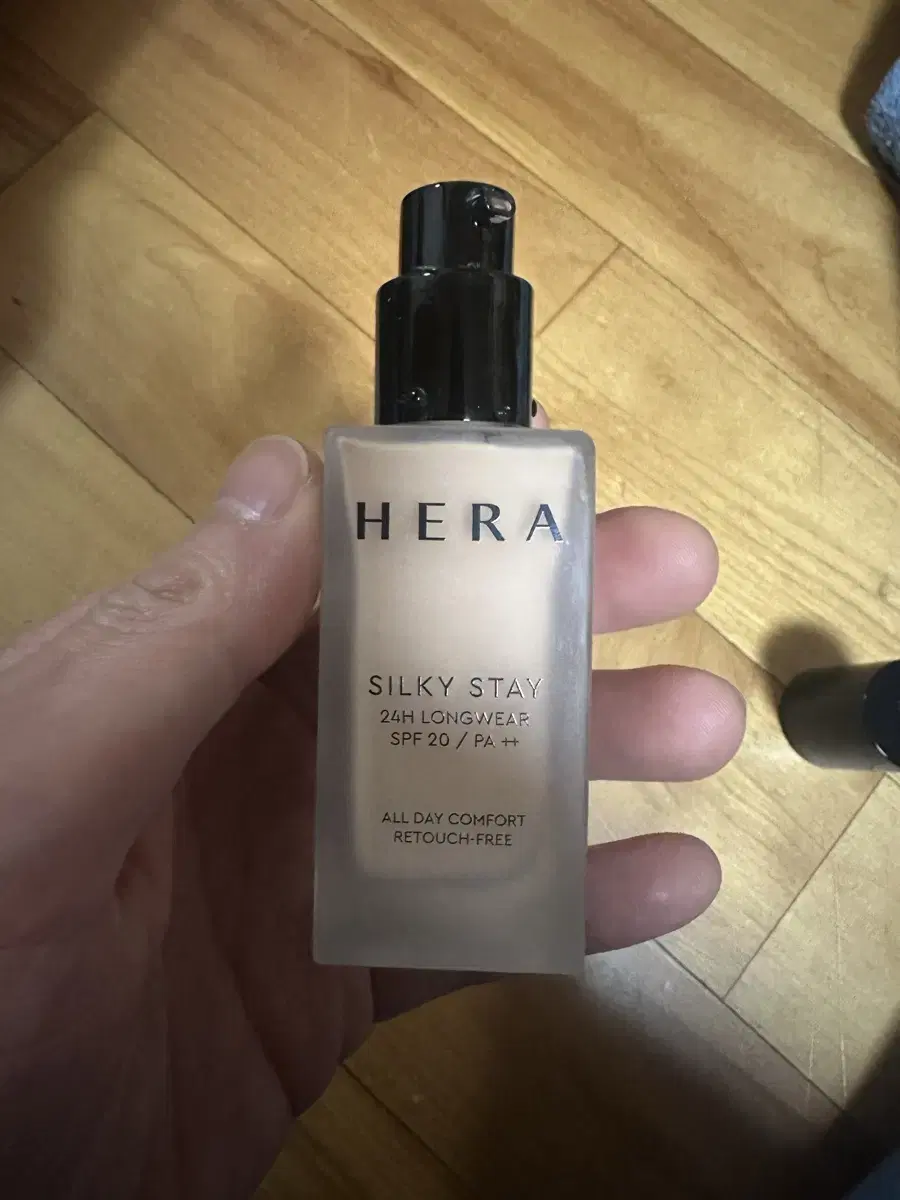 HERA
SILKY STAY
24H LONGWEAR
SPF 20 / PA ++
ALL DAY COMFORT
RETOUCH-FREE